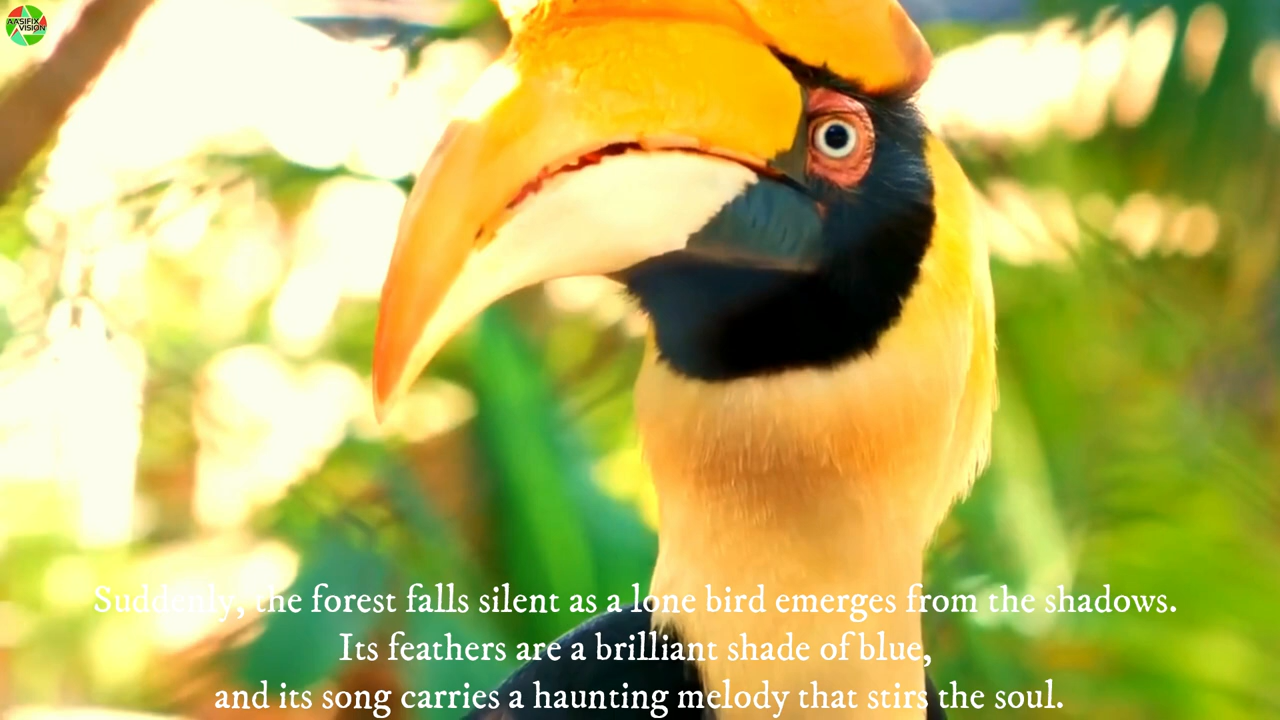 AASIFIX
VISION
Suddenly, the forest falls silent as a lone bird emerges from the shadows.
Its feathers are a brilliant shade of blue,
and its song carries a haunting melody that stirs the soul.